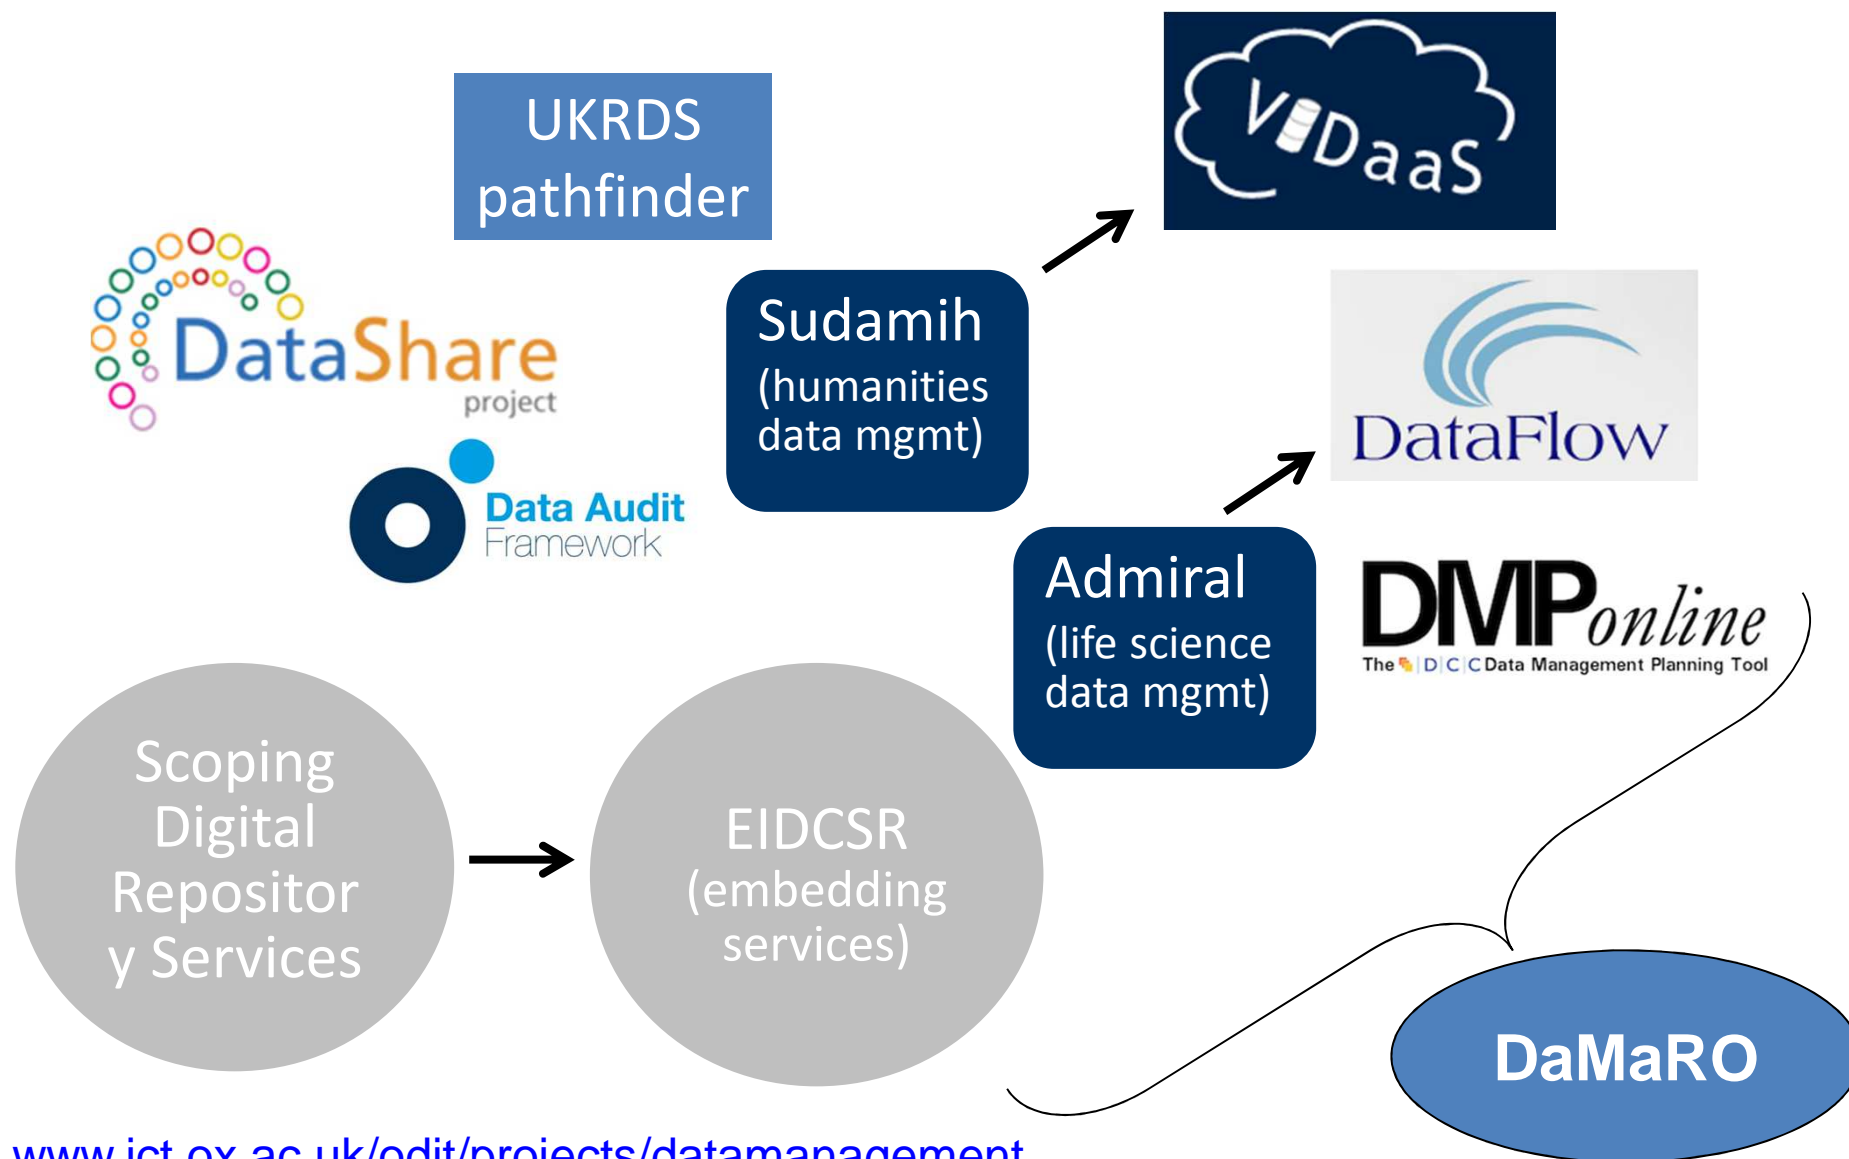 UKRDS
pathfinder
ViDaaS
DataShare
project
Sudamih
(humanities
data mgmt)
DataFlow
Data Audit
Framework
Admiral
(life science
data mgmt)
DMPonline
The D|C|C Data Management Planning Tool
Scoping
Digital
Repositor
y Services
EIDCSR
(embedding
services)
DaMaRO
www.ict.ox.ac.uk/odit/projects/datamanagement